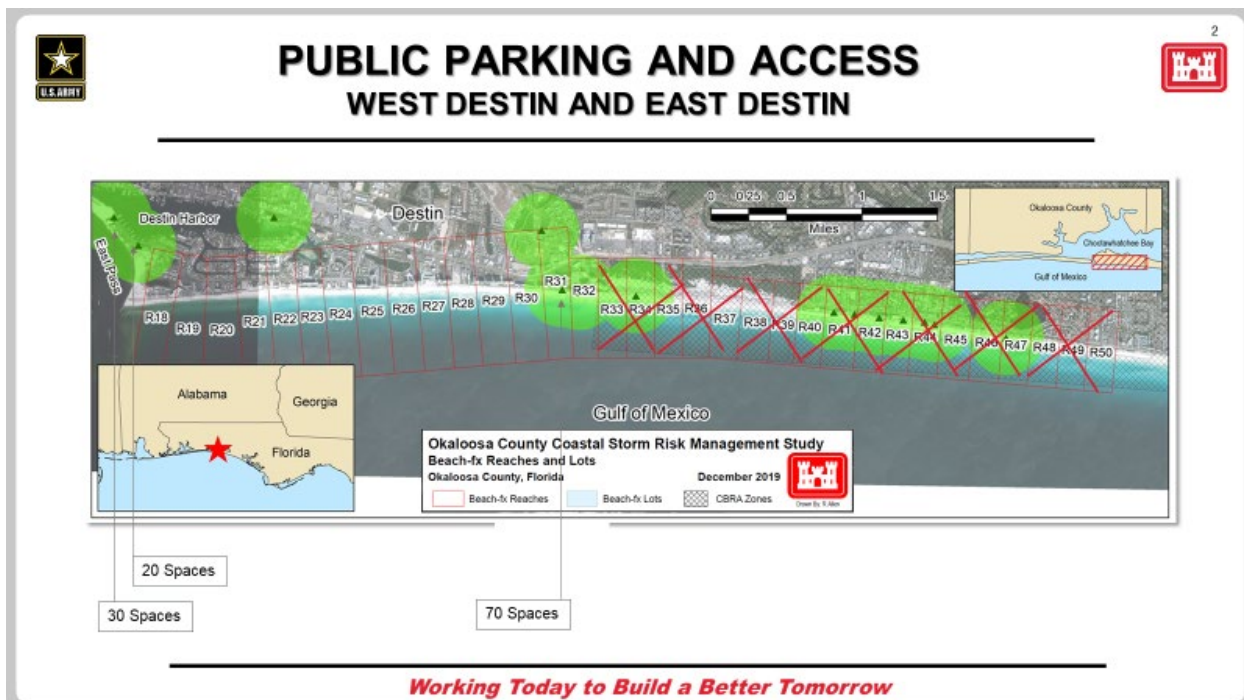 2
U.S.ARMY
PUBLIC PARKING AND ACCESS
WEST DESTIN AND EAST DESTIN
Destin Harbor
Destin
East Pass
0 0.25 0.5 1 1.5
Miles
Okaloosa County
Choctawhatchee Bay
Gulf of Mexico
R18 R19 R20 R21 R22 R23 R24 R25 R26 R27 R28 R29 R30 R31 R32 R33 R34 R35 R36 R37 R38 R39 R40 R41 R42 R43 R44 R45 R46 R47 R48 R49 R50
Alabama
Georgia
Florida
Gulf of Mexico
Okaloosa County Coastal Storm Risk Management Study
Beach-fx Reaches and Lots
Okaloosa County, Florida December 2019
Beach-fx Reaches Beach-fx Lots CBRA Zones
20 Spaces
30 Spaces
70 Spaces
Working Today to Build a Better Tomorrow